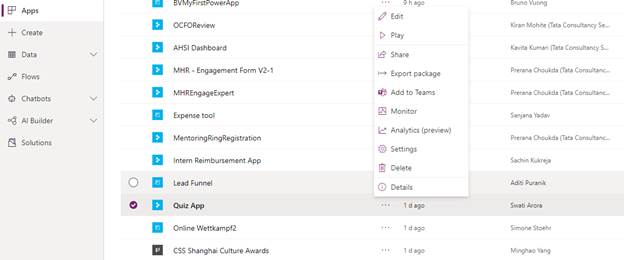 Apps
Create
Data
Flows
Chatbots
AI Builder
Solutions
BVMyFirstPowerApp 9 h ago Bruno Vuong
OCFOReview Kiran Mohite (Tata Consultancy Se...
AHSI Dashboard Kavita Kumari (Tata Consultancy...
MHR - Engagement Form V2-1 Prerana Choukda (Tata Consultanc...
MHREngageExpert Prerana Choukda (Tata Consultanc...
Expense tool Sanjana Yadav
MentoringRingRegistration Prerana Choukda (Tata Consultanc...
Intern Reimbursement App Sachin Kukreja
Lead Funnel Aditi Puranik
Quiz App ... 1 d ago Swati Arora
Online Wettkampf2 ... 1 d ago Simone Stoehr
CSS Shanghai Culture Awards ... 1 d ago Minghao Yang
Edit
Play
Share
Export package
Add to Teams
Monitor
Analytics (preview)
Settings
Delete
Details